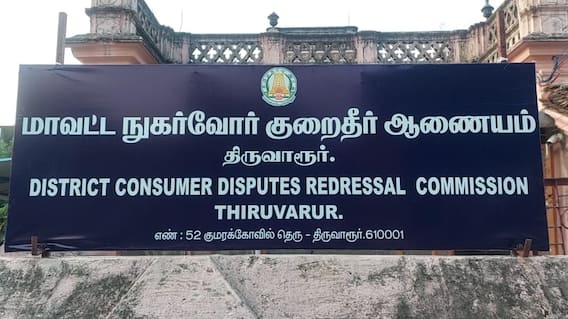 மாவட்ட நுகர்வோர் குறைதீர் ஆணையம்
திருவாரூர்.
DISTRICT CONSUMER DISPUTES REDRESSAL COMMISSION
THIRUVARUR.
எண் : 52 குமரக்கோவில் தெரு - திருவாரூர்.610001